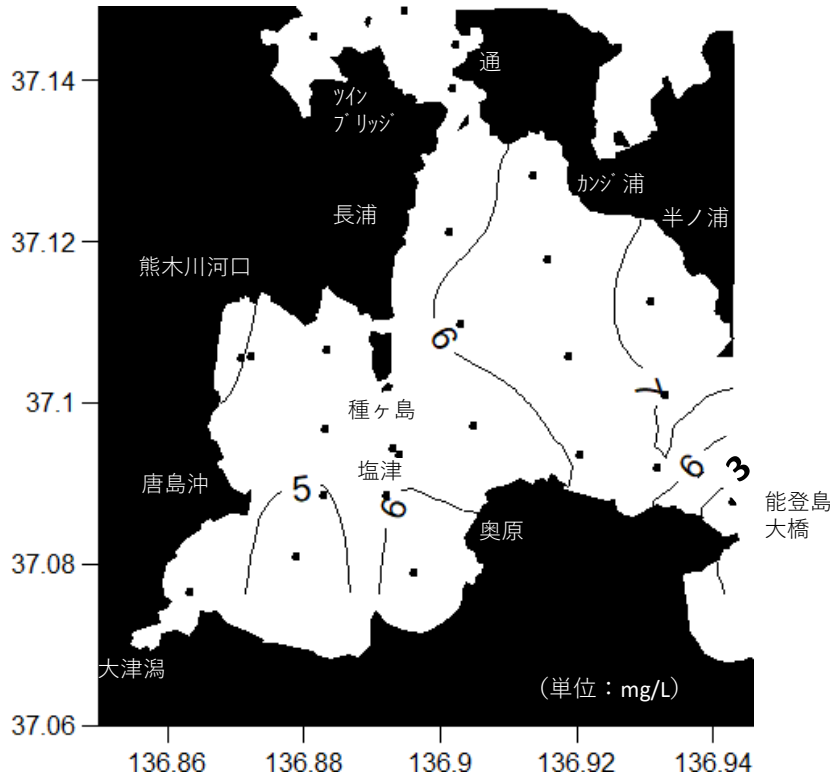 37.14
37.12
37.1
37.08
37.06
136.86
136.88
136.9
136.92
136.94
通
ﾂｲﾝ
ﾌﾞﾘｯｼﾞ
長浦
ｶﾝｼﾞ浦
半ノ浦
熊木川河口
6
7
種ヶ島
塩津
唐島沖
5
6
6
3
奥原
能登島
大橋
大津潟
（単位：mg/L）